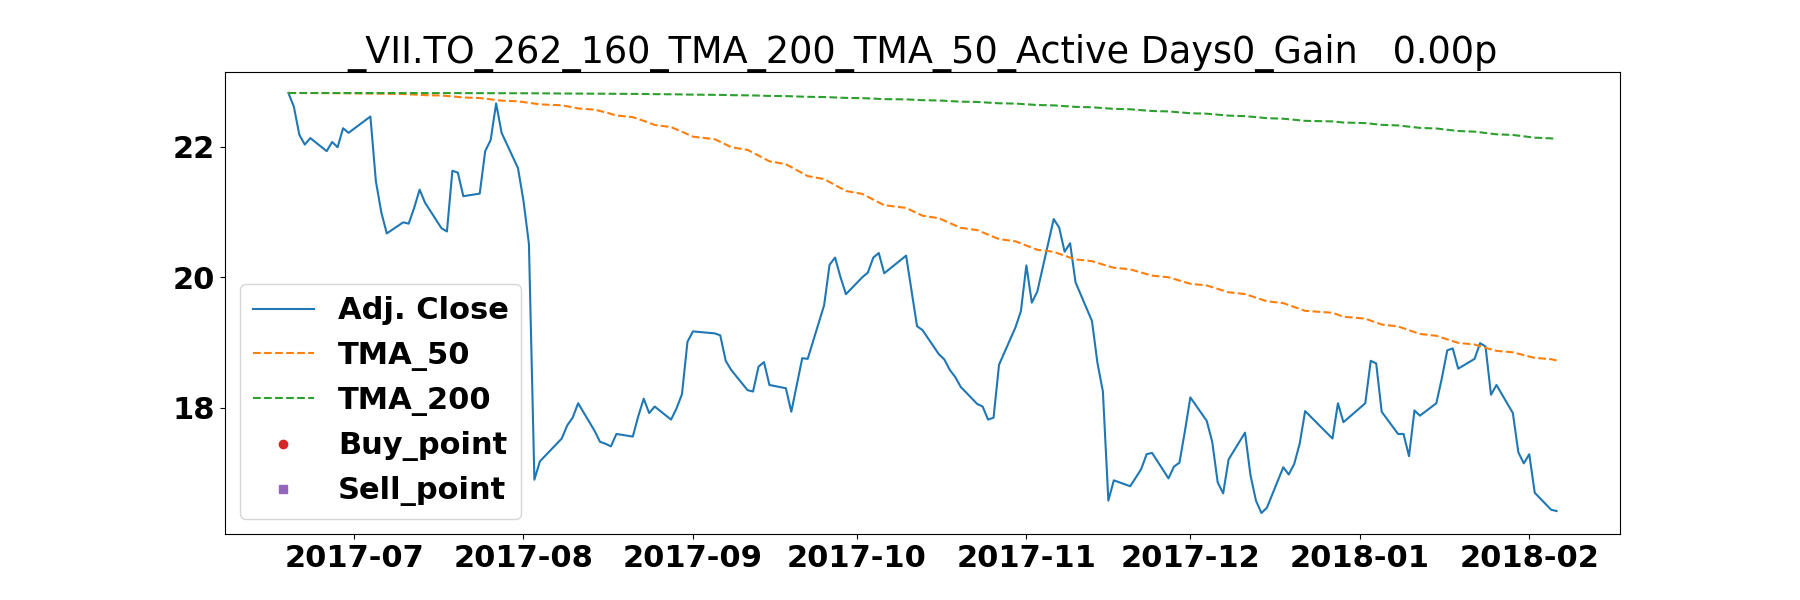 _VII.TO_262_160_TMA_200_TMA_50_Active Days0_Gain   0.00p
22
20
18
Adj. Close
TMA_50
TMA_200
Buy_point
Sell_point
2017-07 2017-08 2017-09 2017-10 2017-11 2017-12 2018-01 2018-02